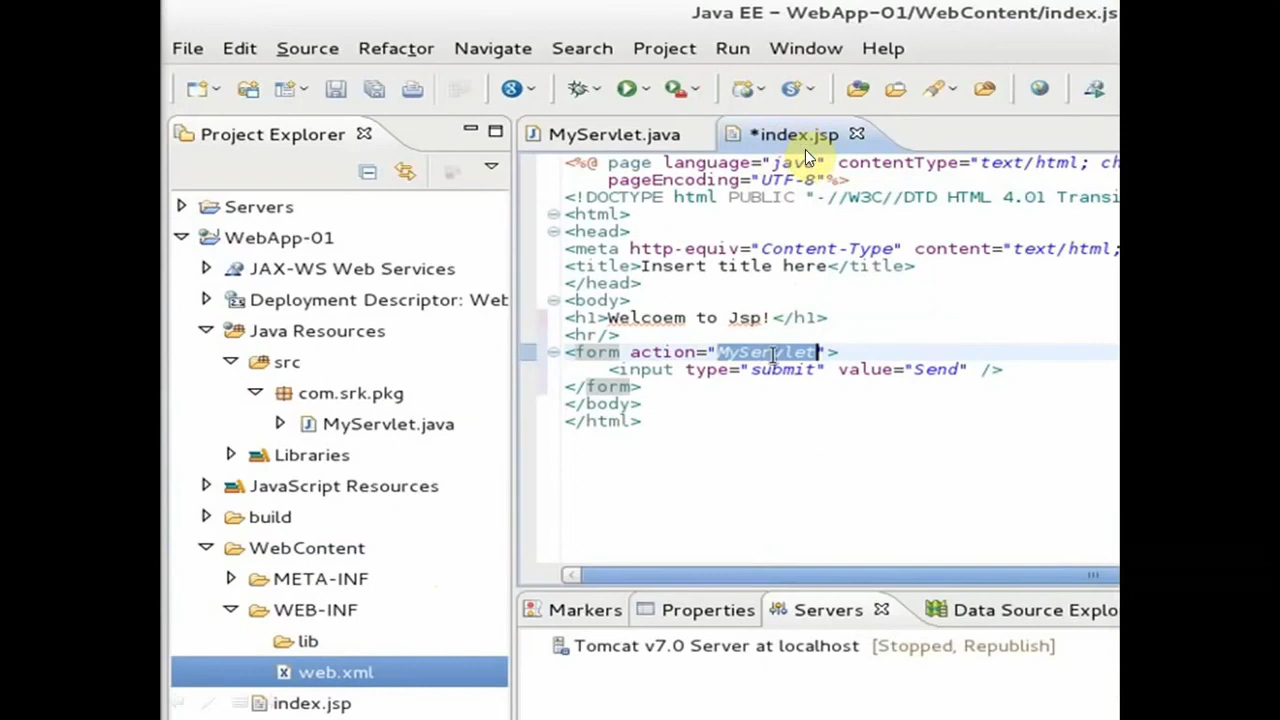 Java EE - WebApp-01/WebContent/index.js
File Edit Source Refactor Navigate Search Project Run Window Help
Project Explorer
MyServlet.java
*index.jsp
Servers
WebApp-01
JAX-WS Web Services
Deployment Descriptor: Web
Java Resources
src
com.srk.pkg
MyServlet.java
Libraries
JavaScript Resources
build
WebContent
META-INF
WEB-INF
lib
web.xml
index.jsp
<%@ page language="java" contentType="text/html; ch
pageEncoding="UTF-8"%>
<!DOCTYPE html PUBLIC "-//W3C//DTD HTML 4.01 Transi
<html>
<head>
<meta http-equiv="Content-Type" content="text/html;
<title>Insert title here</title>
</head>
<body>
<h1>Welcoem to Jsp!</h1>
<hr/>
<form action="MyServlet">
<input type="submit" value="Send" />
</form>
</body>
</html>
Markers Properties Servers Data Source Explo
Tomcat v7.0 Server at localhost [Stopped, Republish]